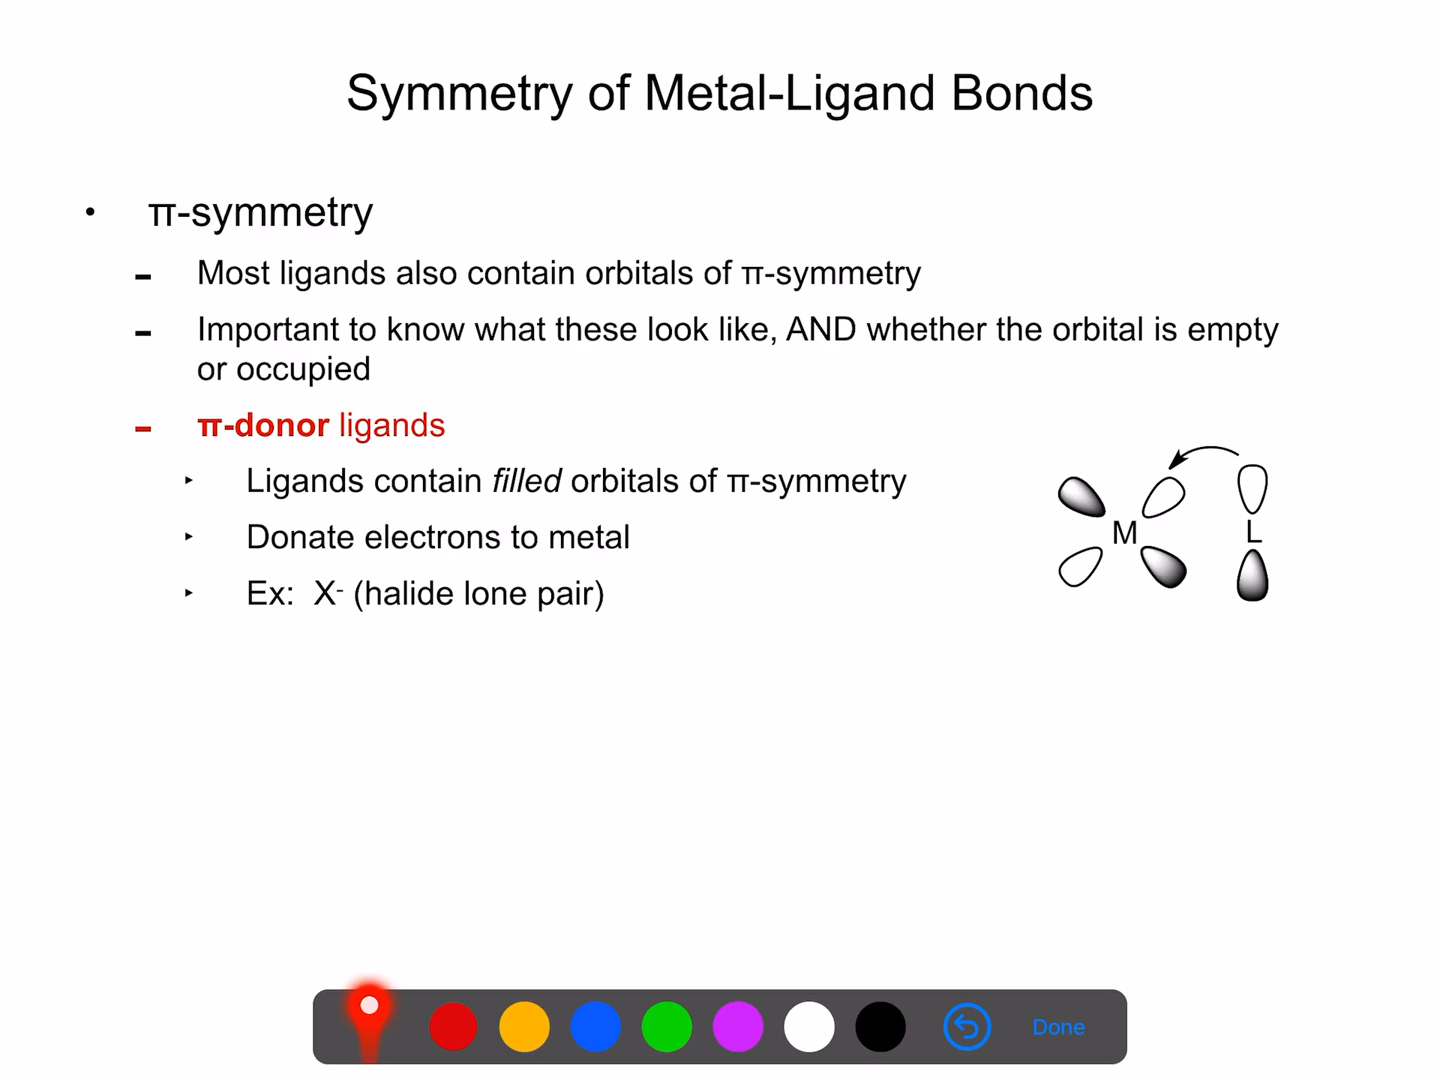 Symmetry of Metal-Ligand Bonds
• π-symmetry
- Most ligands also contain orbitals of π-symmetry
- Important to know what these look like, AND whether the orbital is empty
or occupied
- π-donor ligands
‣ Ligands contain filled orbitals of π-symmetry
‣ Donate electrons to metal
‣ Ex: X⁻ (halide lone pair)
M L
Done